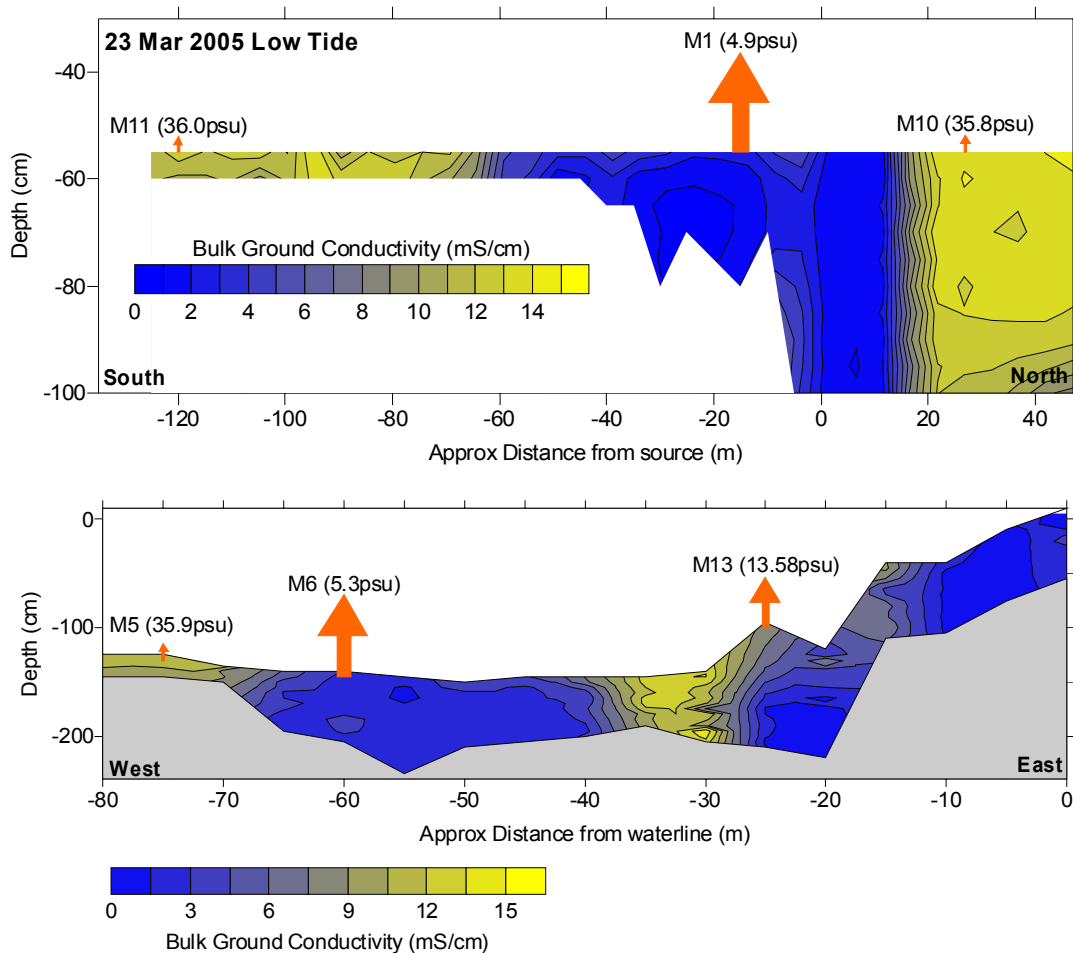 23 Mar 2005 Low Tide
M1 (4.9psu)
M11 (36.0psu)
M10 (35.8psu)
-40
-60
-80
-100
Depth (cm)
Bulk Ground Conductivity (mS/cm)
0 2 4 6 8 10 12 14
South North
-120 -100 -80 -60 -40 -20 0 20 40
Approx Distance from source (m)
0
-100
-200
Depth (cm)
M5 (35.9psu)
M6 (5.3psu)
M13 (13.58psu)
West East
-80 -70 -60 -50 -40 -30 -20 -10 0
Approx Distance from waterline (m)
0 3 6 9 12 15
Bulk Ground Conductivity (mS/cm)